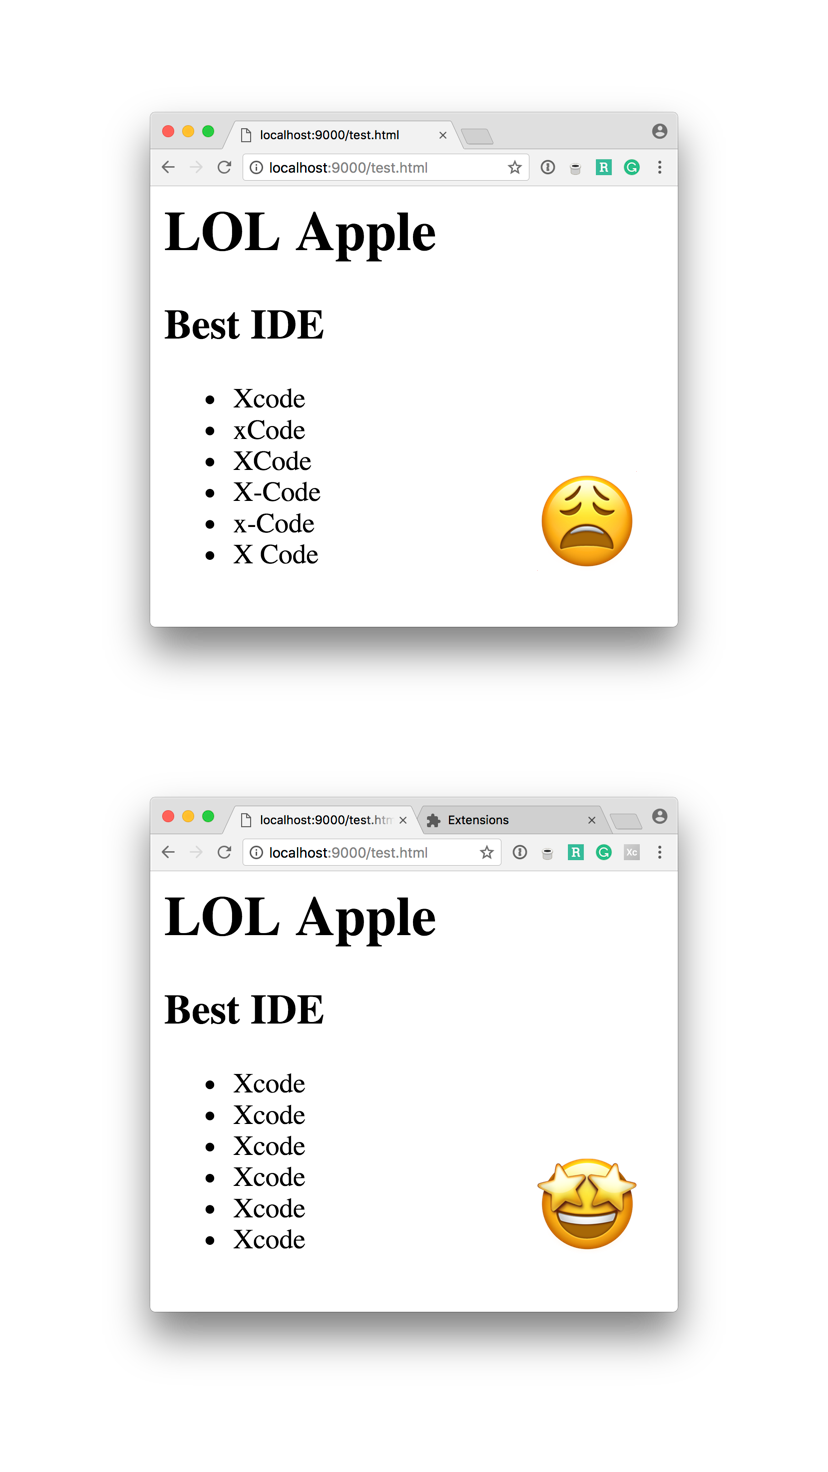 localhost:9000/test.html
localhost:9000/test.html
R G
LOL Apple
Best IDE
• Xcode
• xCode
• XCode
• X-Code
• x-Code
• X Code
localhost:9000/test.htm Extensions
localhost:9000/test.html
R G Xc
LOL Apple
Best IDE
• Xcode
• Xcode
• Xcode
• Xcode
• Xcode
• Xcode